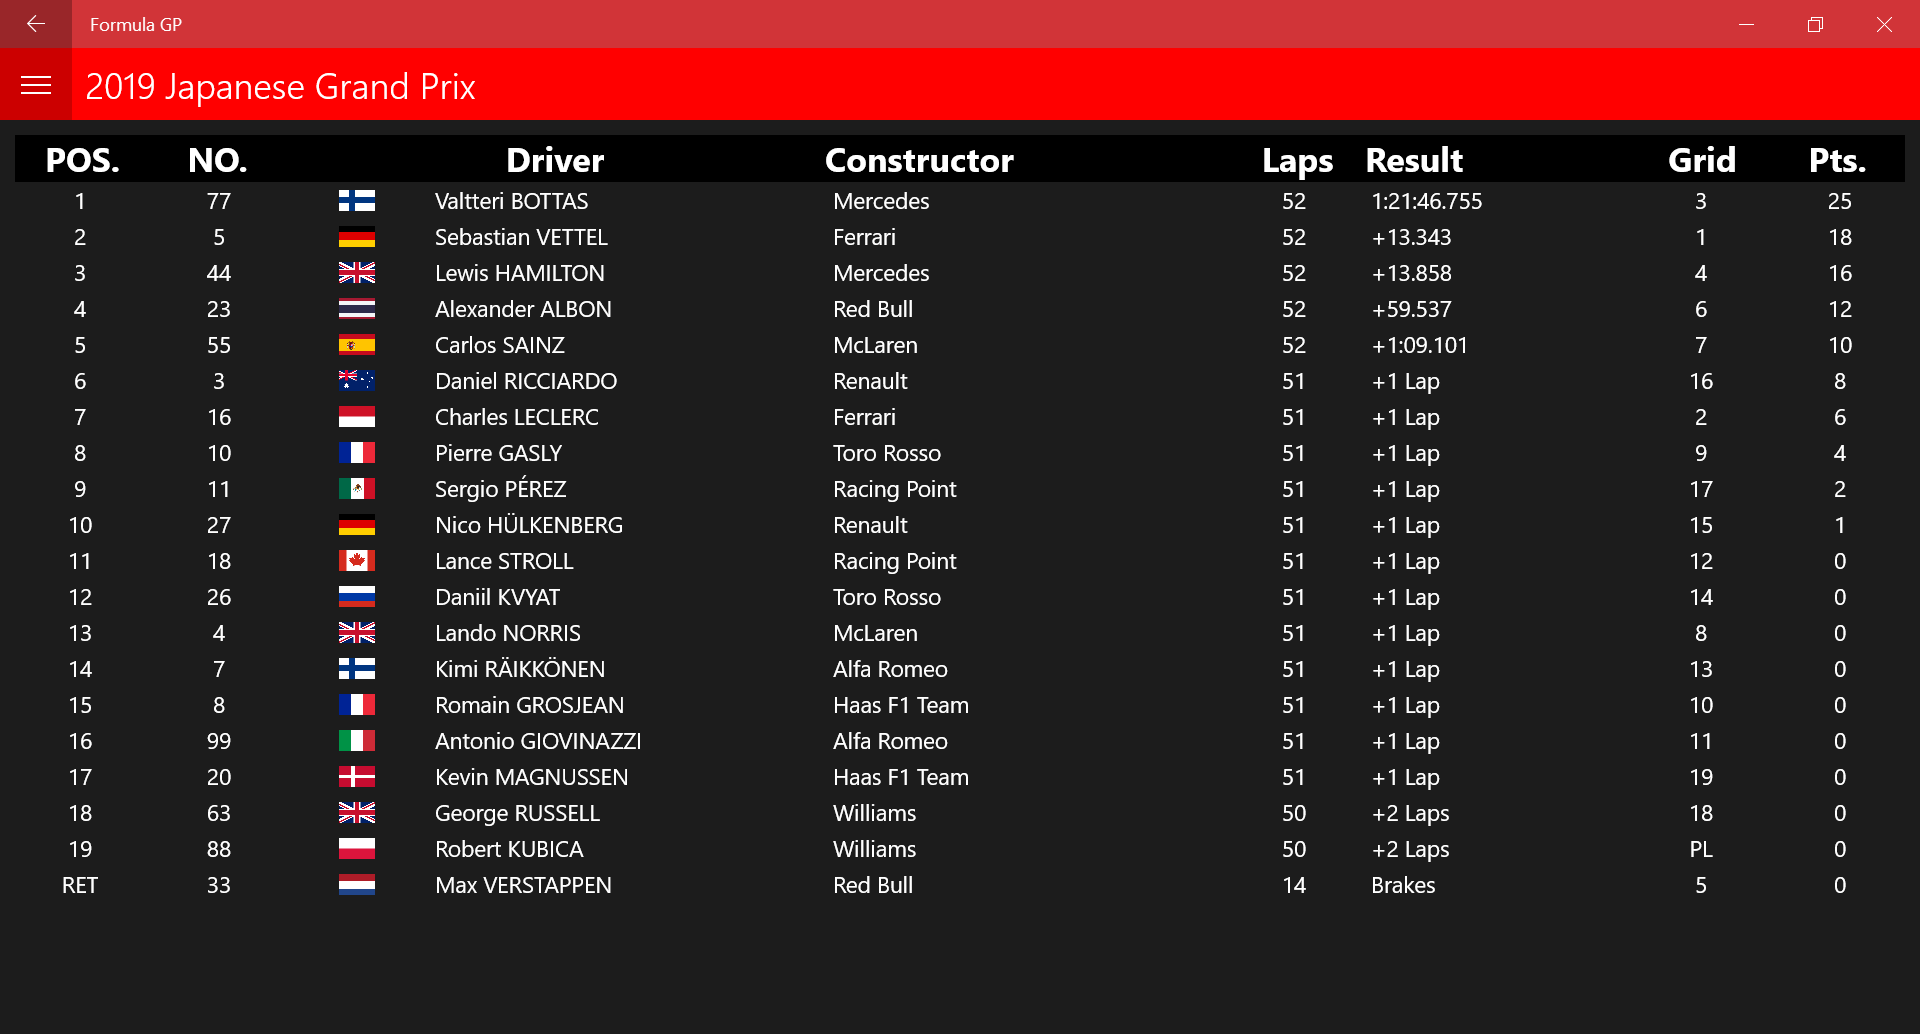 Formula GP
2019 Japanese Grand Prix
POS. NO. Driver Constructor Laps Result Grid Pts.
1 77 Valtteri BOTTAS Mercedes 52 1:21:46.755 3 25
2 5 Sebastian VETTEL Ferrari 52 +13.343 1 18
3 44 Lewis HAMILTON Mercedes 52 +13.858 4 16
4 23 Alexander ALBON Red Bull 52 +59.537 6 12
5 55 Carlos SAINZ McLaren 52 +1:09.101 7 10
6 3 Daniel RICCIARDO Renault 51 +1 Lap 16 8
7 16 Charles LECLERC Ferrari 51 +1 Lap 2 6
8 10 Pierre GASLY Toro Rosso 51 +1 Lap 9 4
9 11 Sergio PÉREZ Racing Point 51 +1 Lap 17 2
10 27 Nico HÜLKENBERG Renault 51 +1 Lap 15 1
11 18 Lance STROLL Racing Point 51 +1 Lap 12 0
12 26 Daniil KVYAT Toro Rosso 51 +1 Lap 14 0
13 4 Lando NORRIS McLaren 51 +1 Lap 8 0
14 7 Kimi RÄIKKÖNEN Alfa Romeo 51 +1 Lap 13 0
15 8 Romain GROSJEAN Haas F1 Team 51 +1 Lap 10 0
16 99 Antonio GIOVINAZZI Alfa Romeo 51 +1 Lap 11 0
17 20 Kevin MAGNUSSEN Haas F1 Team 51 +1 Lap 19 0
18 63 George RUSSELL Williams 50 +2 Laps 18 0
19 88 Robert KUBICA Williams 50 +2 Laps PL 0
RET 33 Max VERSTAPPEN Red Bull 14 Brakes 5 0